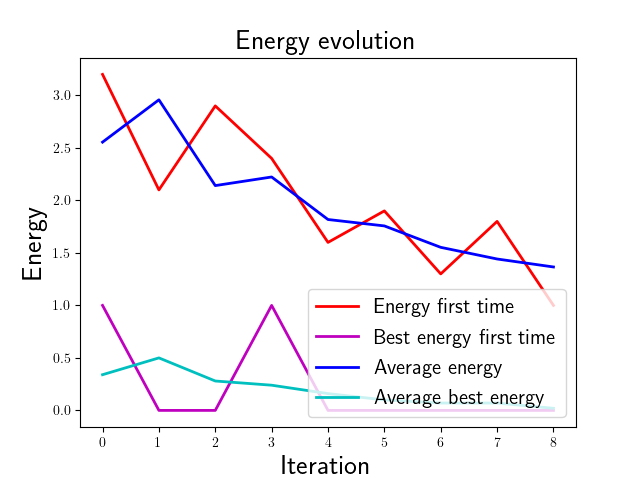 Energy evolution
Energy
3.0
2.5
2.0
1.5
1.0
0.5
0.0
Energy first time
Best energy first time
Average energy
Average best energy
0 1 2 3 4 5 6 7 8
Iteration